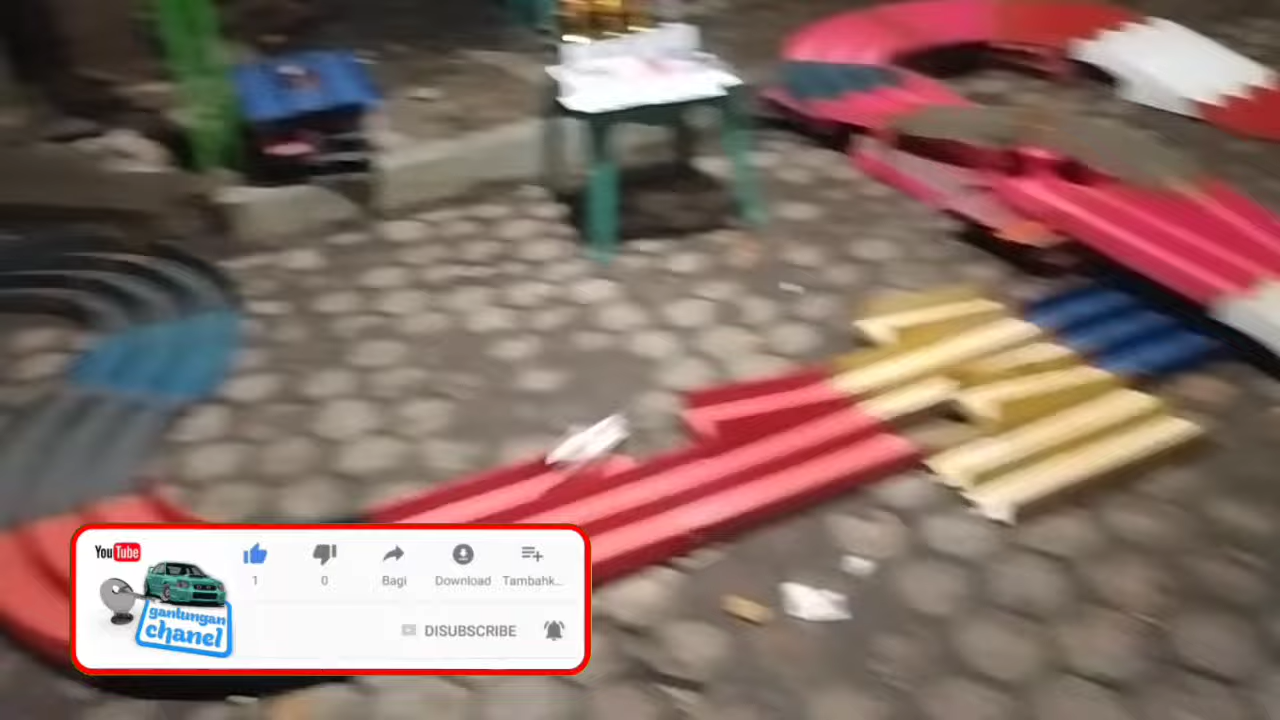 YouTube
1
0
Bagi
Download
Tambahk...
gantungan
chanel
DISUBSCRIBE